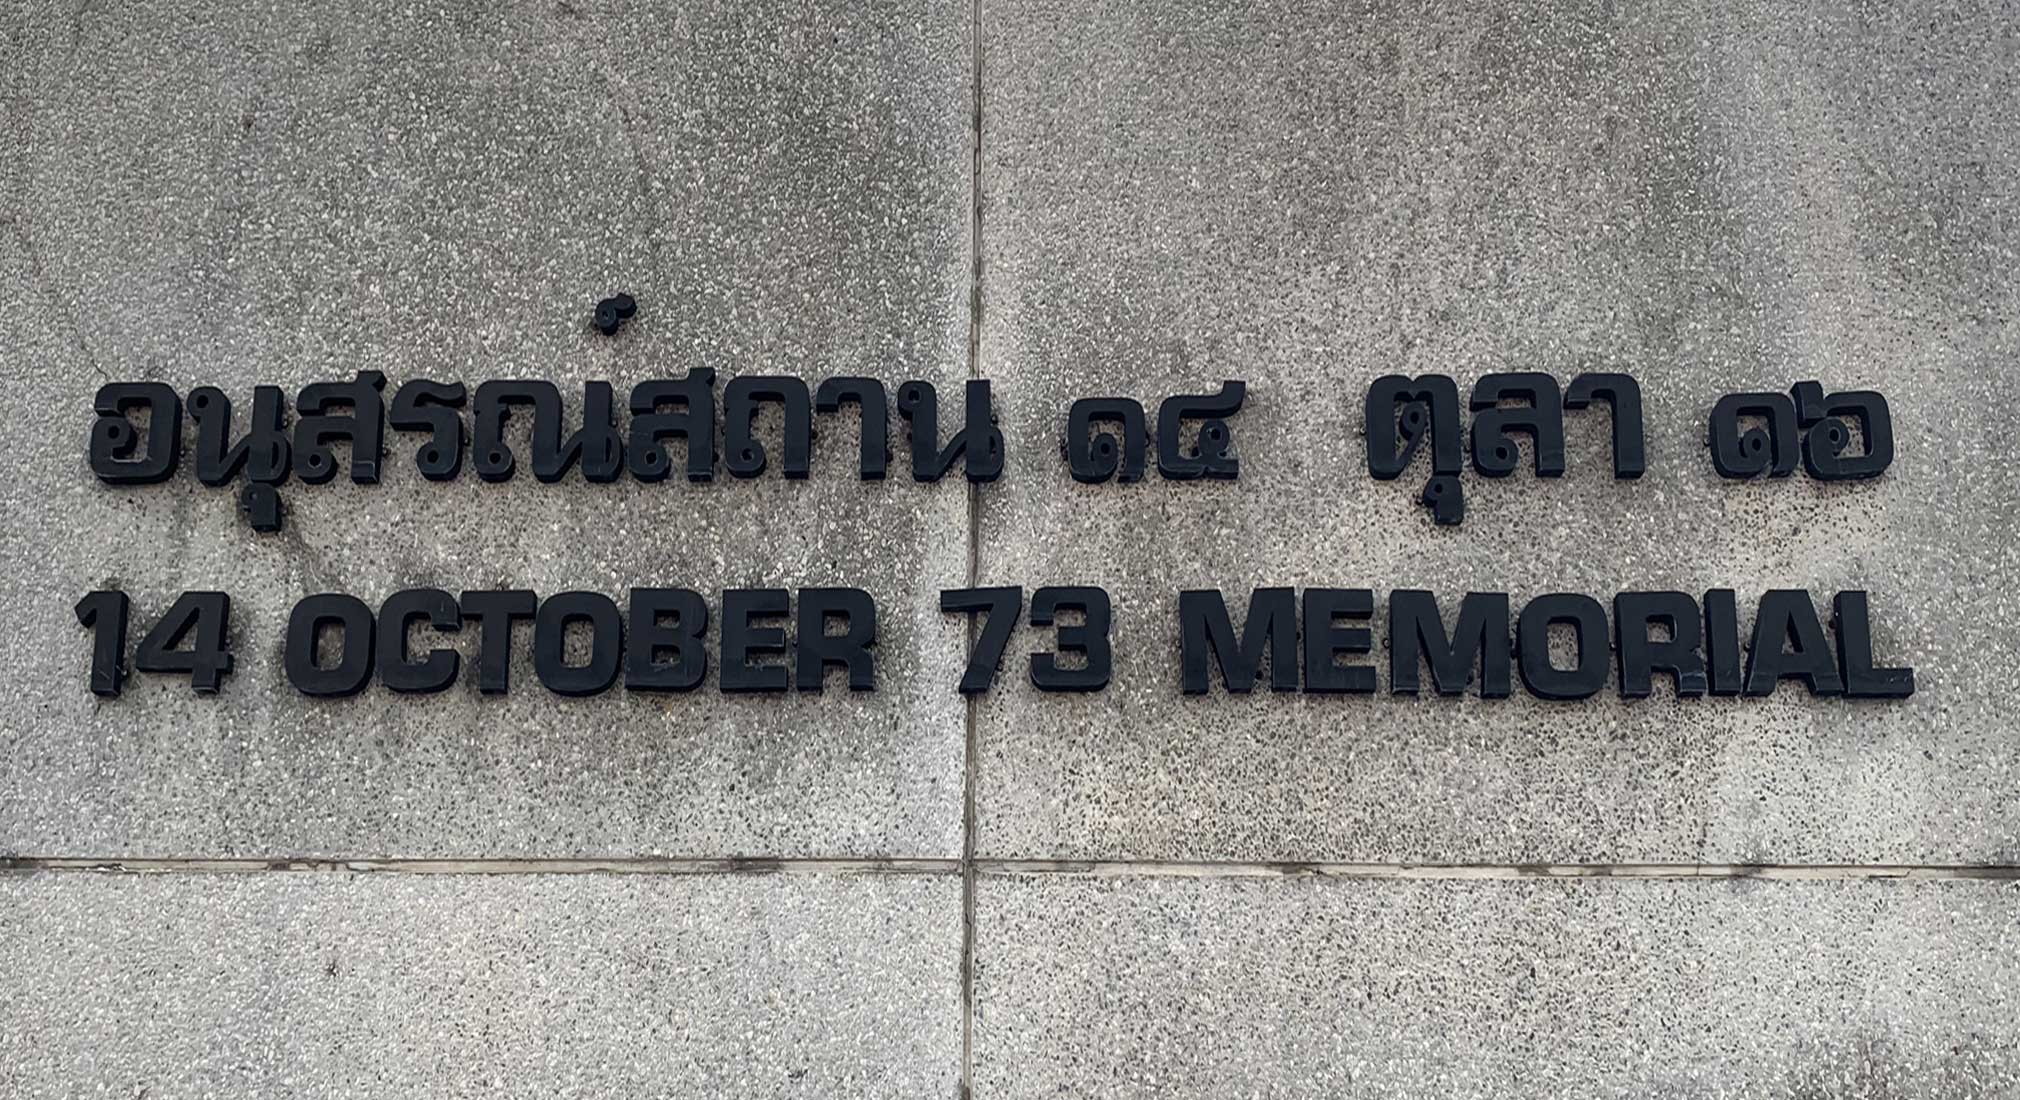 อนุสรณ์สถาน ๑๔ ตุลา ๑๖
14 OCTOBER 73 MEMORIAL